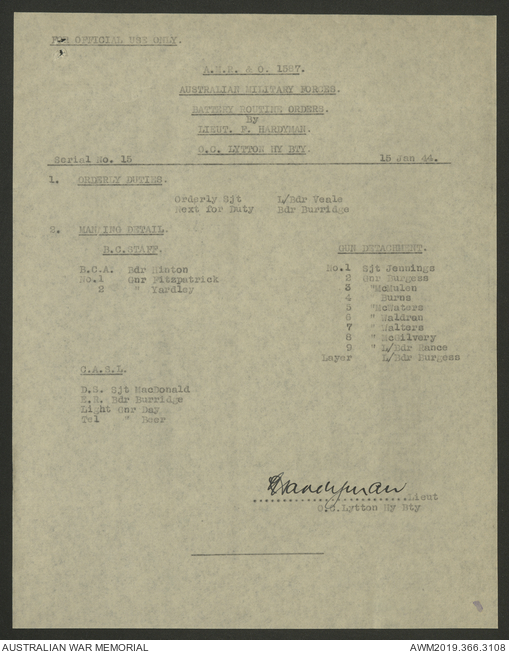 FOR OFFICIAL USE ONLY.
A.M.R. & O. 1587.
AUSTRALIAN MILITARY FORCES.
BATTERY ROUTINE ORDERS.
By
LIEUT. F. HARDYMAN.
O.C. LYTTON HY BTY.
Serial No. 15 15 Jan 44.
1. ORDERLY DUTIES.
Orderly Sjt L/Bdr Veale
Next for Duty Bdr Burridge
2. MANNING DETAIL.
B.C.STAFF.
B.C.A. Bdr Hinton
No.1 Gnr Fitzpatrick
2 " Yardley
GUN DETACHMENT.
No.1 Sjt Jennings
2 Gnr Burgess
3 "McMulen
4 Burns
5 "McWaters
6 " Waldran
7 " Walters
8 " McGilvery
9 " L/Bdr Hance
Layer L/Bdr Burgess
C.A.S.L.
D.S. Sjt MacDonald
E.R. Bdr Burridge
Light Gnr Day
Tel " Beer
Hardyman Lieut
O.C.Lytton Hy Bty
AUSTRALIAN WAR MEMORIAL AWM2019.366.3108